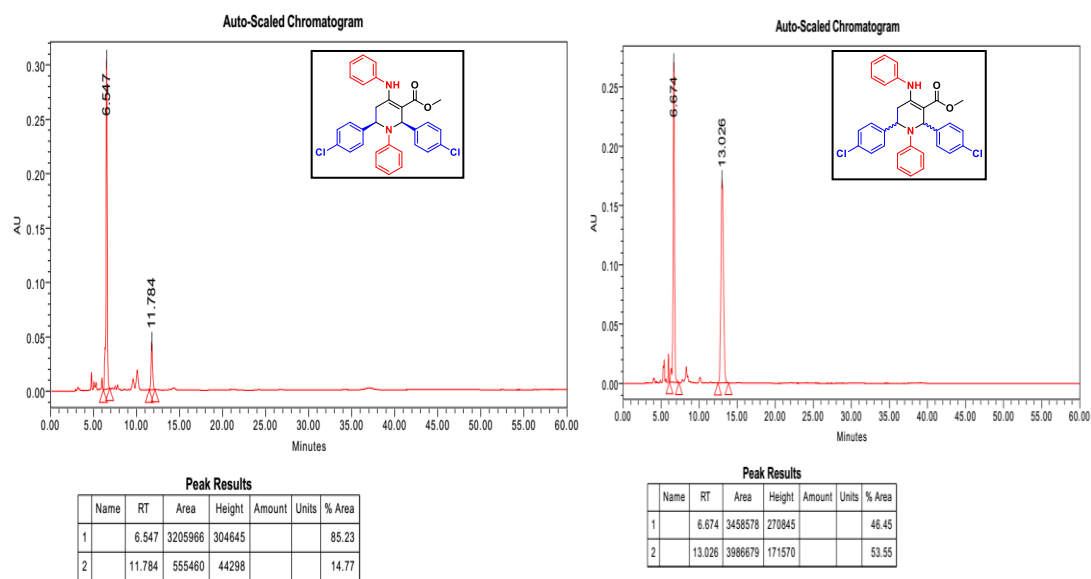 Auto-Scaled Chromatogram
0.30
0.25
0.20
0.15
0.10
0.05
0.00
AU
6.547
11.784
NH
O
O
N
Cl
Cl
0.00 5.00 10.00 15.00 20.00 25.00 30.00 35.00 40.00 45.00 50.00 55.00 60.00
Minutes
Peak Results
Name RT Area Height Amount Units % Area
1 6.547 3205966 304645 85.23
2 11.784 555460 44298 14.77
Auto-Scaled Chromatogram
0.25
0.20
0.15
0.10
0.05
0.00
AU
6.674
13.026
NH
O
O
N
Cl
Cl
0.00 5.00 10.00 15.00 20.00 25.00 30.00 35.00 40.00 45.00 50.00 55.00 60.00
Minutes
Peak Results
Name RT Area Height Amount Units % Area
1 6.674 3458578 270845 46.45
2 13.026 3986679 171570 53.55